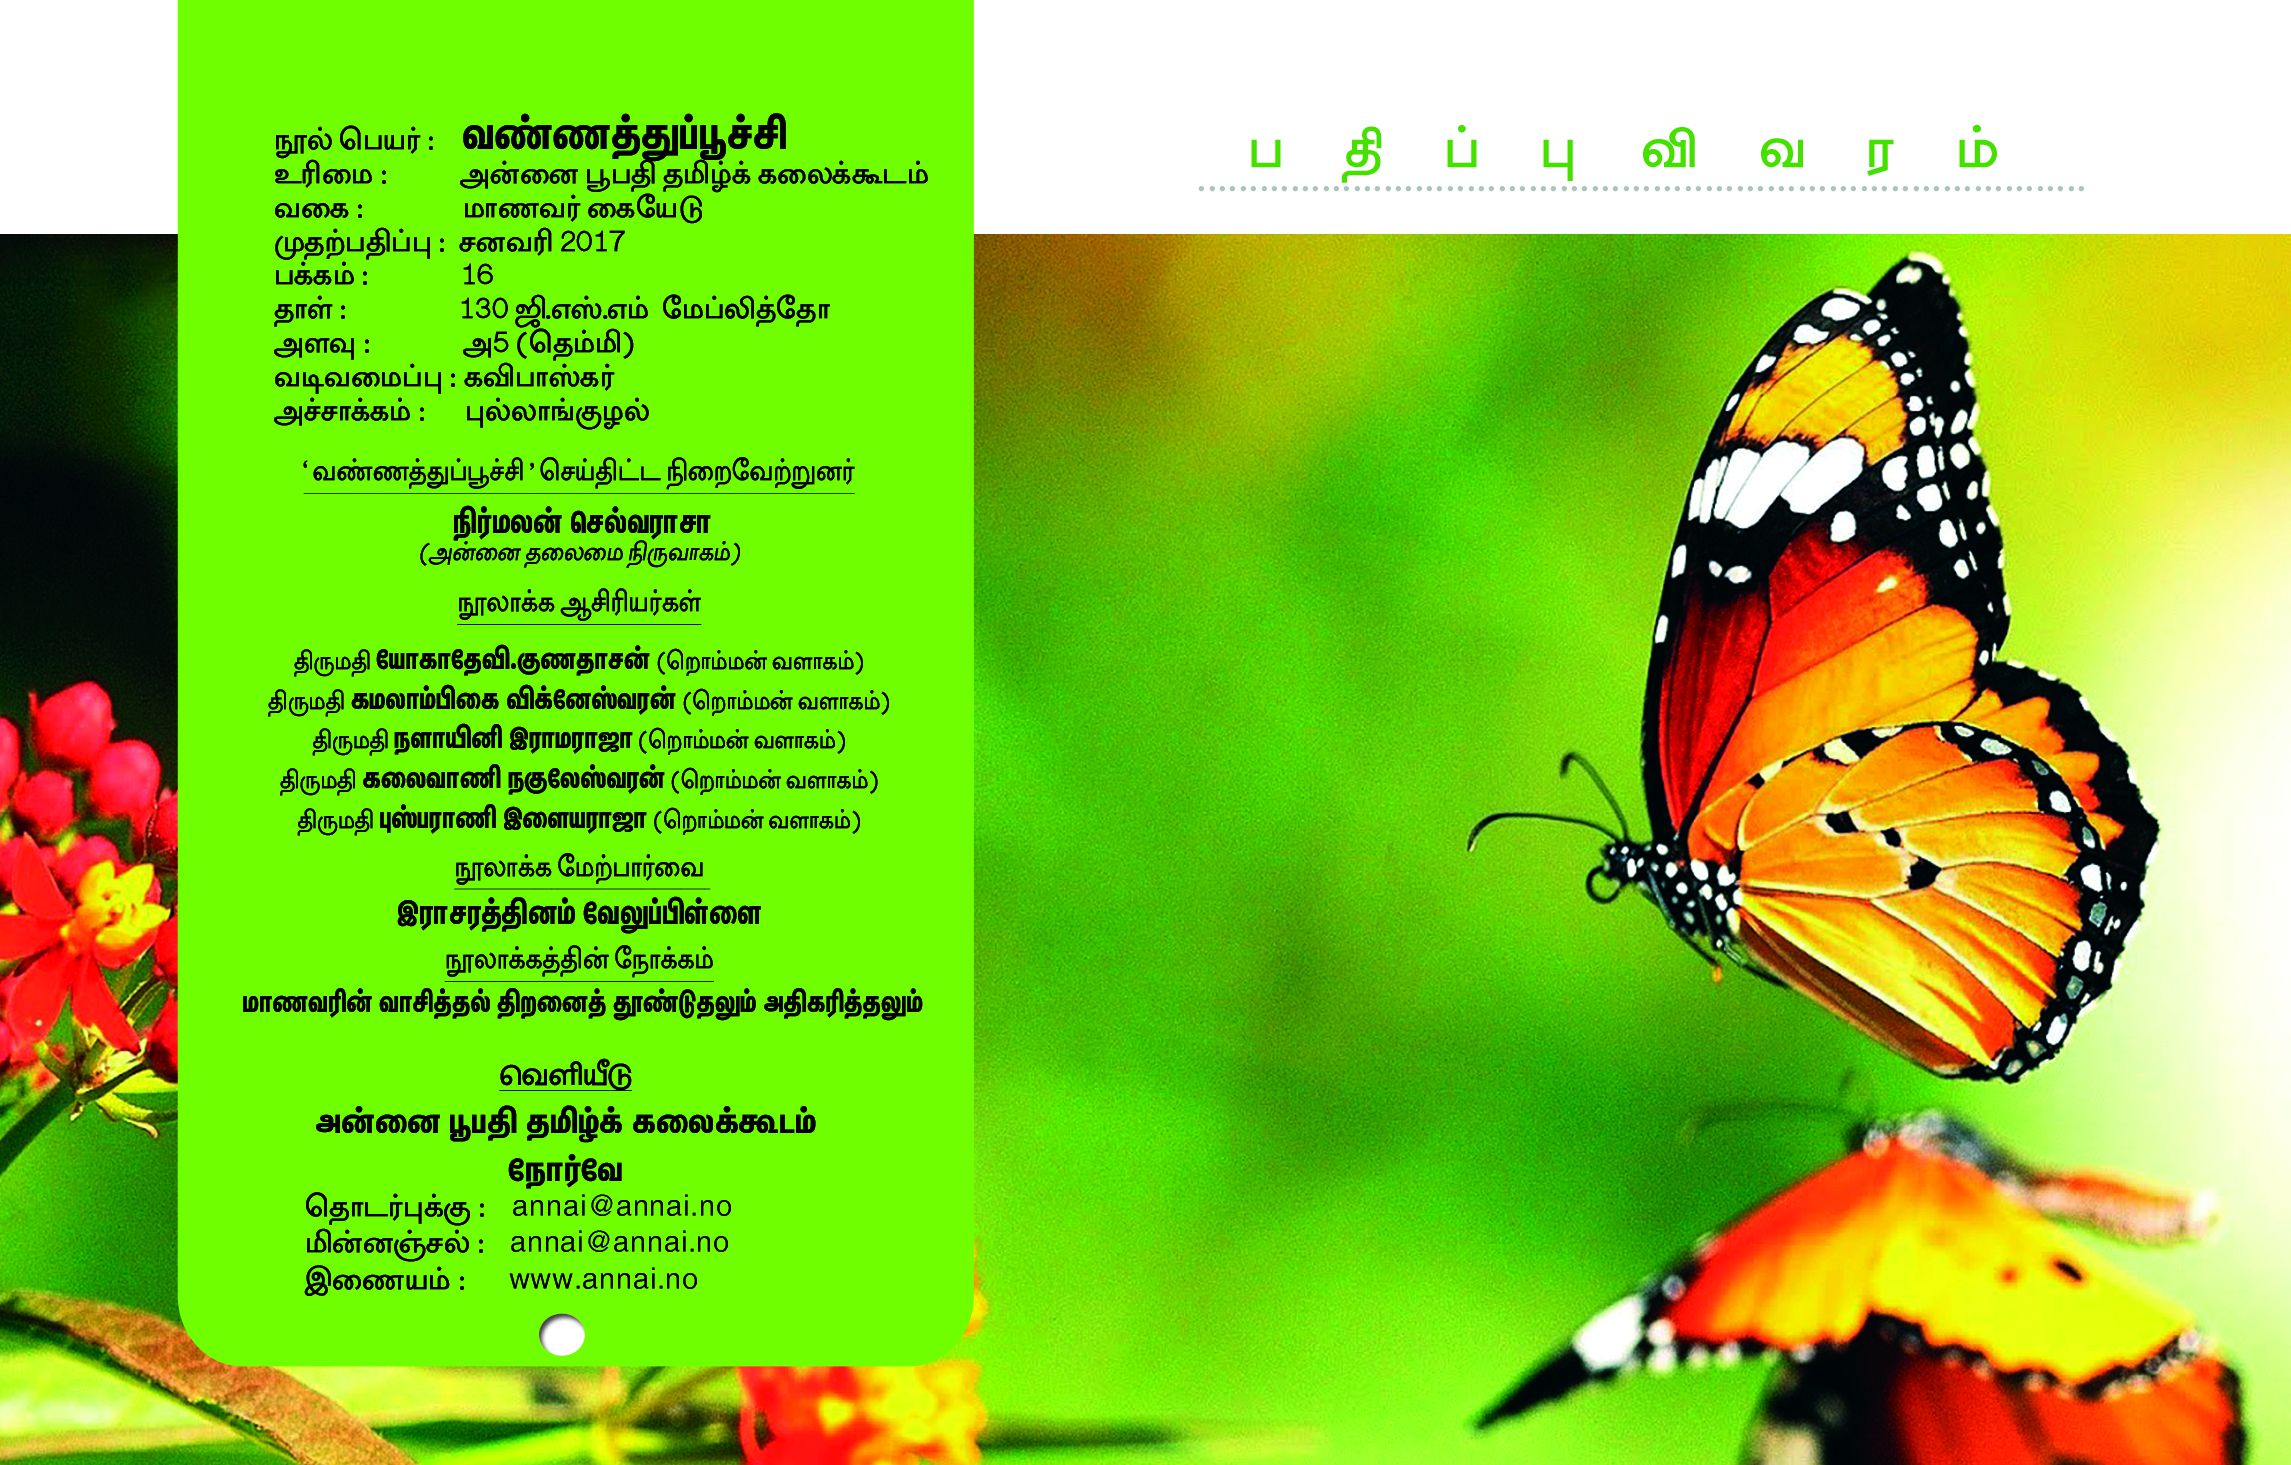 நூல் பெயர் : வண்ணத்துப்பூச்சி
உரிமை : அன்னை பூபதி தமிழ்க் கலைக்கூடம்
வகை : மாணவர் கையேடு
முதற்பதிப்பு : சனவரி 2017
பக்கம் : 16
தாள் : 130 ஜி.எஸ்.எம் மேப்லித்தோ
அளவு : அ5 (தெம்மி)
வடிவமைப்பு : கவிபாஸ்கர்
அச்சாக்கம் : புல்லாங்குழல்
‘வண்ணத்துப்பூச்சி’ செய்திட்ட நிறைவேற்றுனர்
நிர்மலன் செல்வராசா
(அன்னை தலைமை நிருவாகம்)
நூலாக்க ஆசிரியர்கள்
திருமதி யோகாதேவி.குணதாசன் (றொம்மன் வளாகம்)
திருமதி கமலாம்பிகை விக்னேஸ்வரன் (றொம்மன் வளாகம்)
திருமதி நளாயினி இராமராஜா (றொம்மன் வளாகம்)
திருமதி கலைவாணி நகுலேஸ்வரன் (றொம்மன் வளாகம்)
திருமதி புஸ்பராணி இளையராஜா (றொம்மன் வளாகம்)
நூலாக்க மேற்பார்வை
இராசரத்தினம் வேலுப்பிள்ளை
நூலாக்கத்தின் நோக்கம்
மாணவரின் வாசித்தல் திறனைத் தூண்டுதலும் அதிகரித்தலும்
வெளியீடு
அன்னை பூபதி தமிழ்க் கலைக்கூடம்
நோர்வே
தொடர்புக்கு : annai@annai.no
மின்னஞ்சல் : annai@annai.no
இணையம் : www.annai.no
பதிப்புவிவரம்